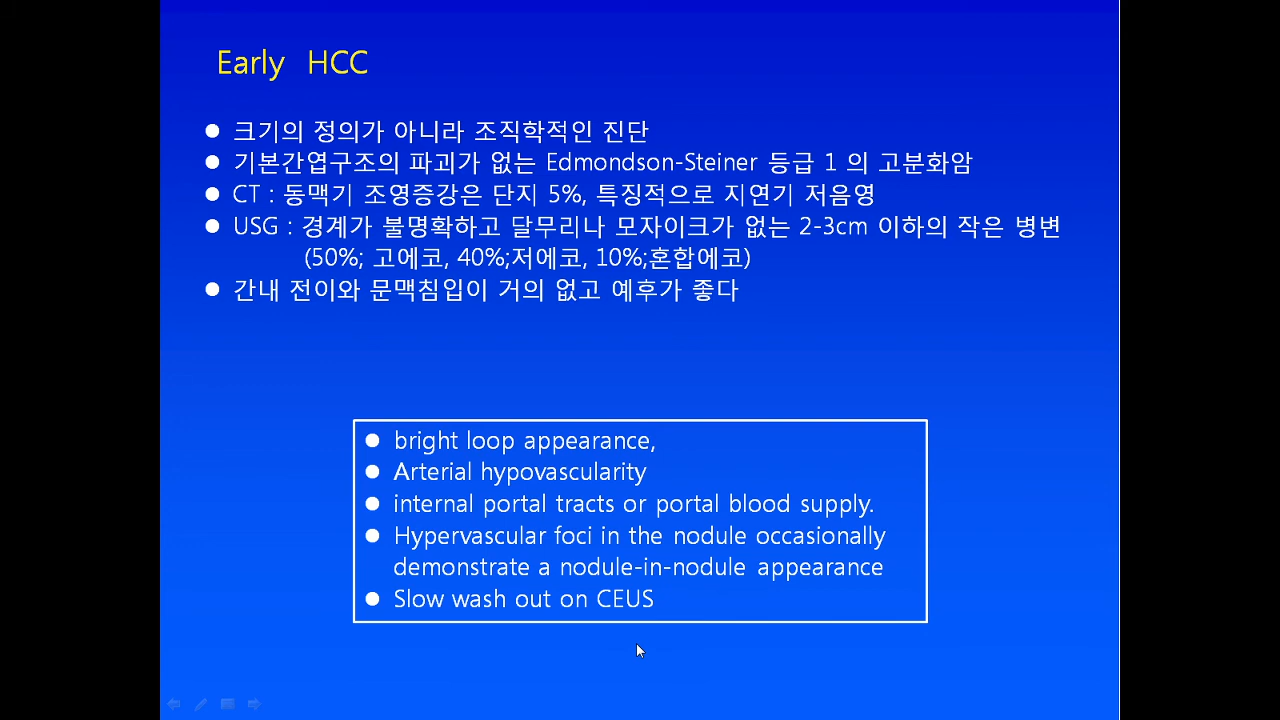 Early HCC
● 크기의 정의가 아니라 조직학적인 진단
● 기본간엽구조의 파괴가 없는 Edmondson-Steiner 등급 1 의 고분화암
● CT : 동맥기 조영증강은 단지 5%, 특징적으로 지연기 저음영
● USG : 경계가 불명확하고 달무리나 모자이크가 없는 2-3cm 이하의 작은 병변
(50%; 고에코, 40%;저에코, 10%;혼합에코)
● 간내 전이와 문맥침입이 거의 없고 예후가 좋다
● bright loop appearance,
● Arterial hypovascularity
● internal portal tracts or portal blood supply.
● Hypervascular foci in the nodule occasionally
demonstrate a nodule-in-nodule appearance
● Slow wash out on CEUS